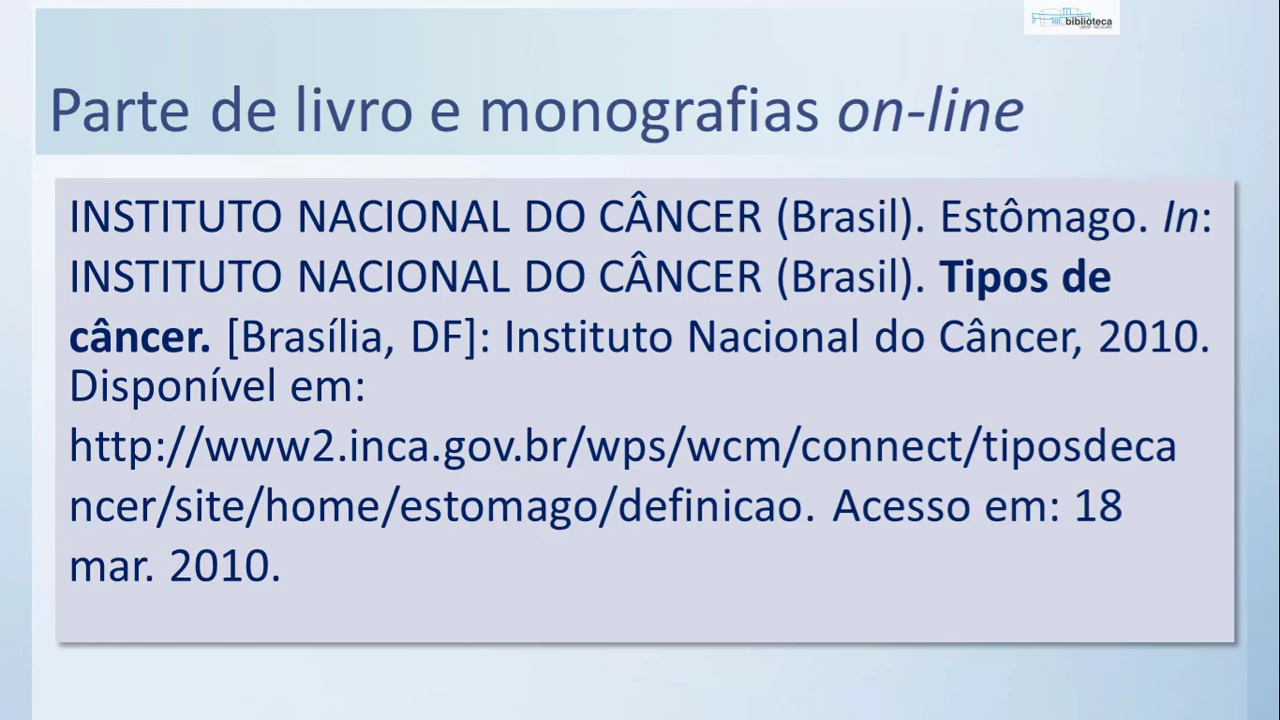 biblioteca
Parte de livro e monografias on-line
INSTITUTO NACIONAL DO CÂNCER (Brasil). Estômago. In:
INSTITUTO NACIONAL DO CÂNCER (Brasil). Tipos de
câncer. [Brasília, DF]: Instituto Nacional do Câncer, 2010.
Disponível em:
http://www2.inca.gov.br/wps/wcm/connect/tiposdeca
ncer/site/home/estomago/definicao. Acesso em: 18
mar. 2010.